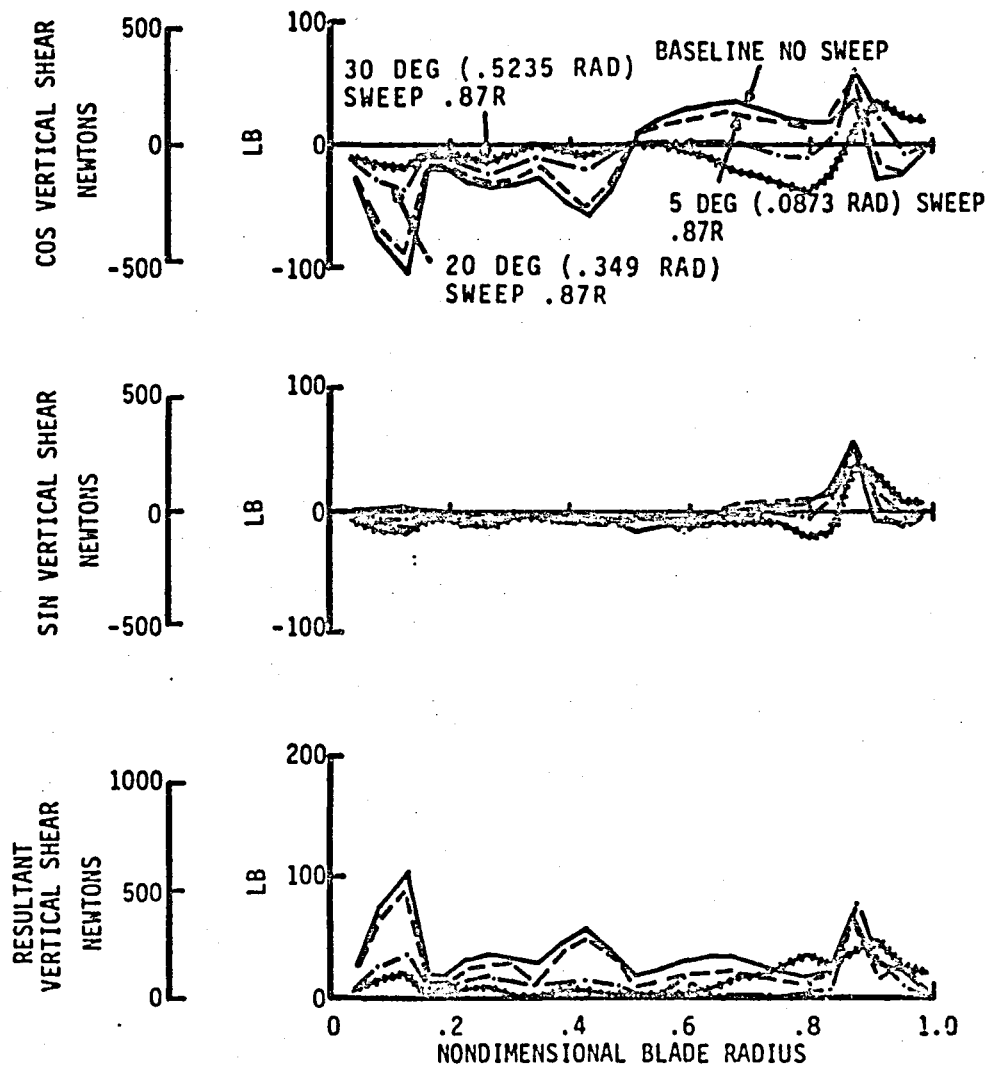 COS VERTICAL SHEAR
NEWTONS
500
0
-500
LB
100
0
-100
30 DEG (.5235 RAD)
SWEEP .87R
BASELINE NO SWEEP
5 DEG (.0873 RAD) SWEEP
.87R
20 DEG (.349 RAD)
SWEEP .87R
SIN VERTICAL SHEAR
NEWTONS
500
0
-500
LB
100
0
-100
RESULTANT
VERTICAL SHEAR
NEWTONS
1000
500
0
LB
200
100
0
0 .2 .4 .6 .8 1.0
NONDIMENSIONAL BLADE RADIUS